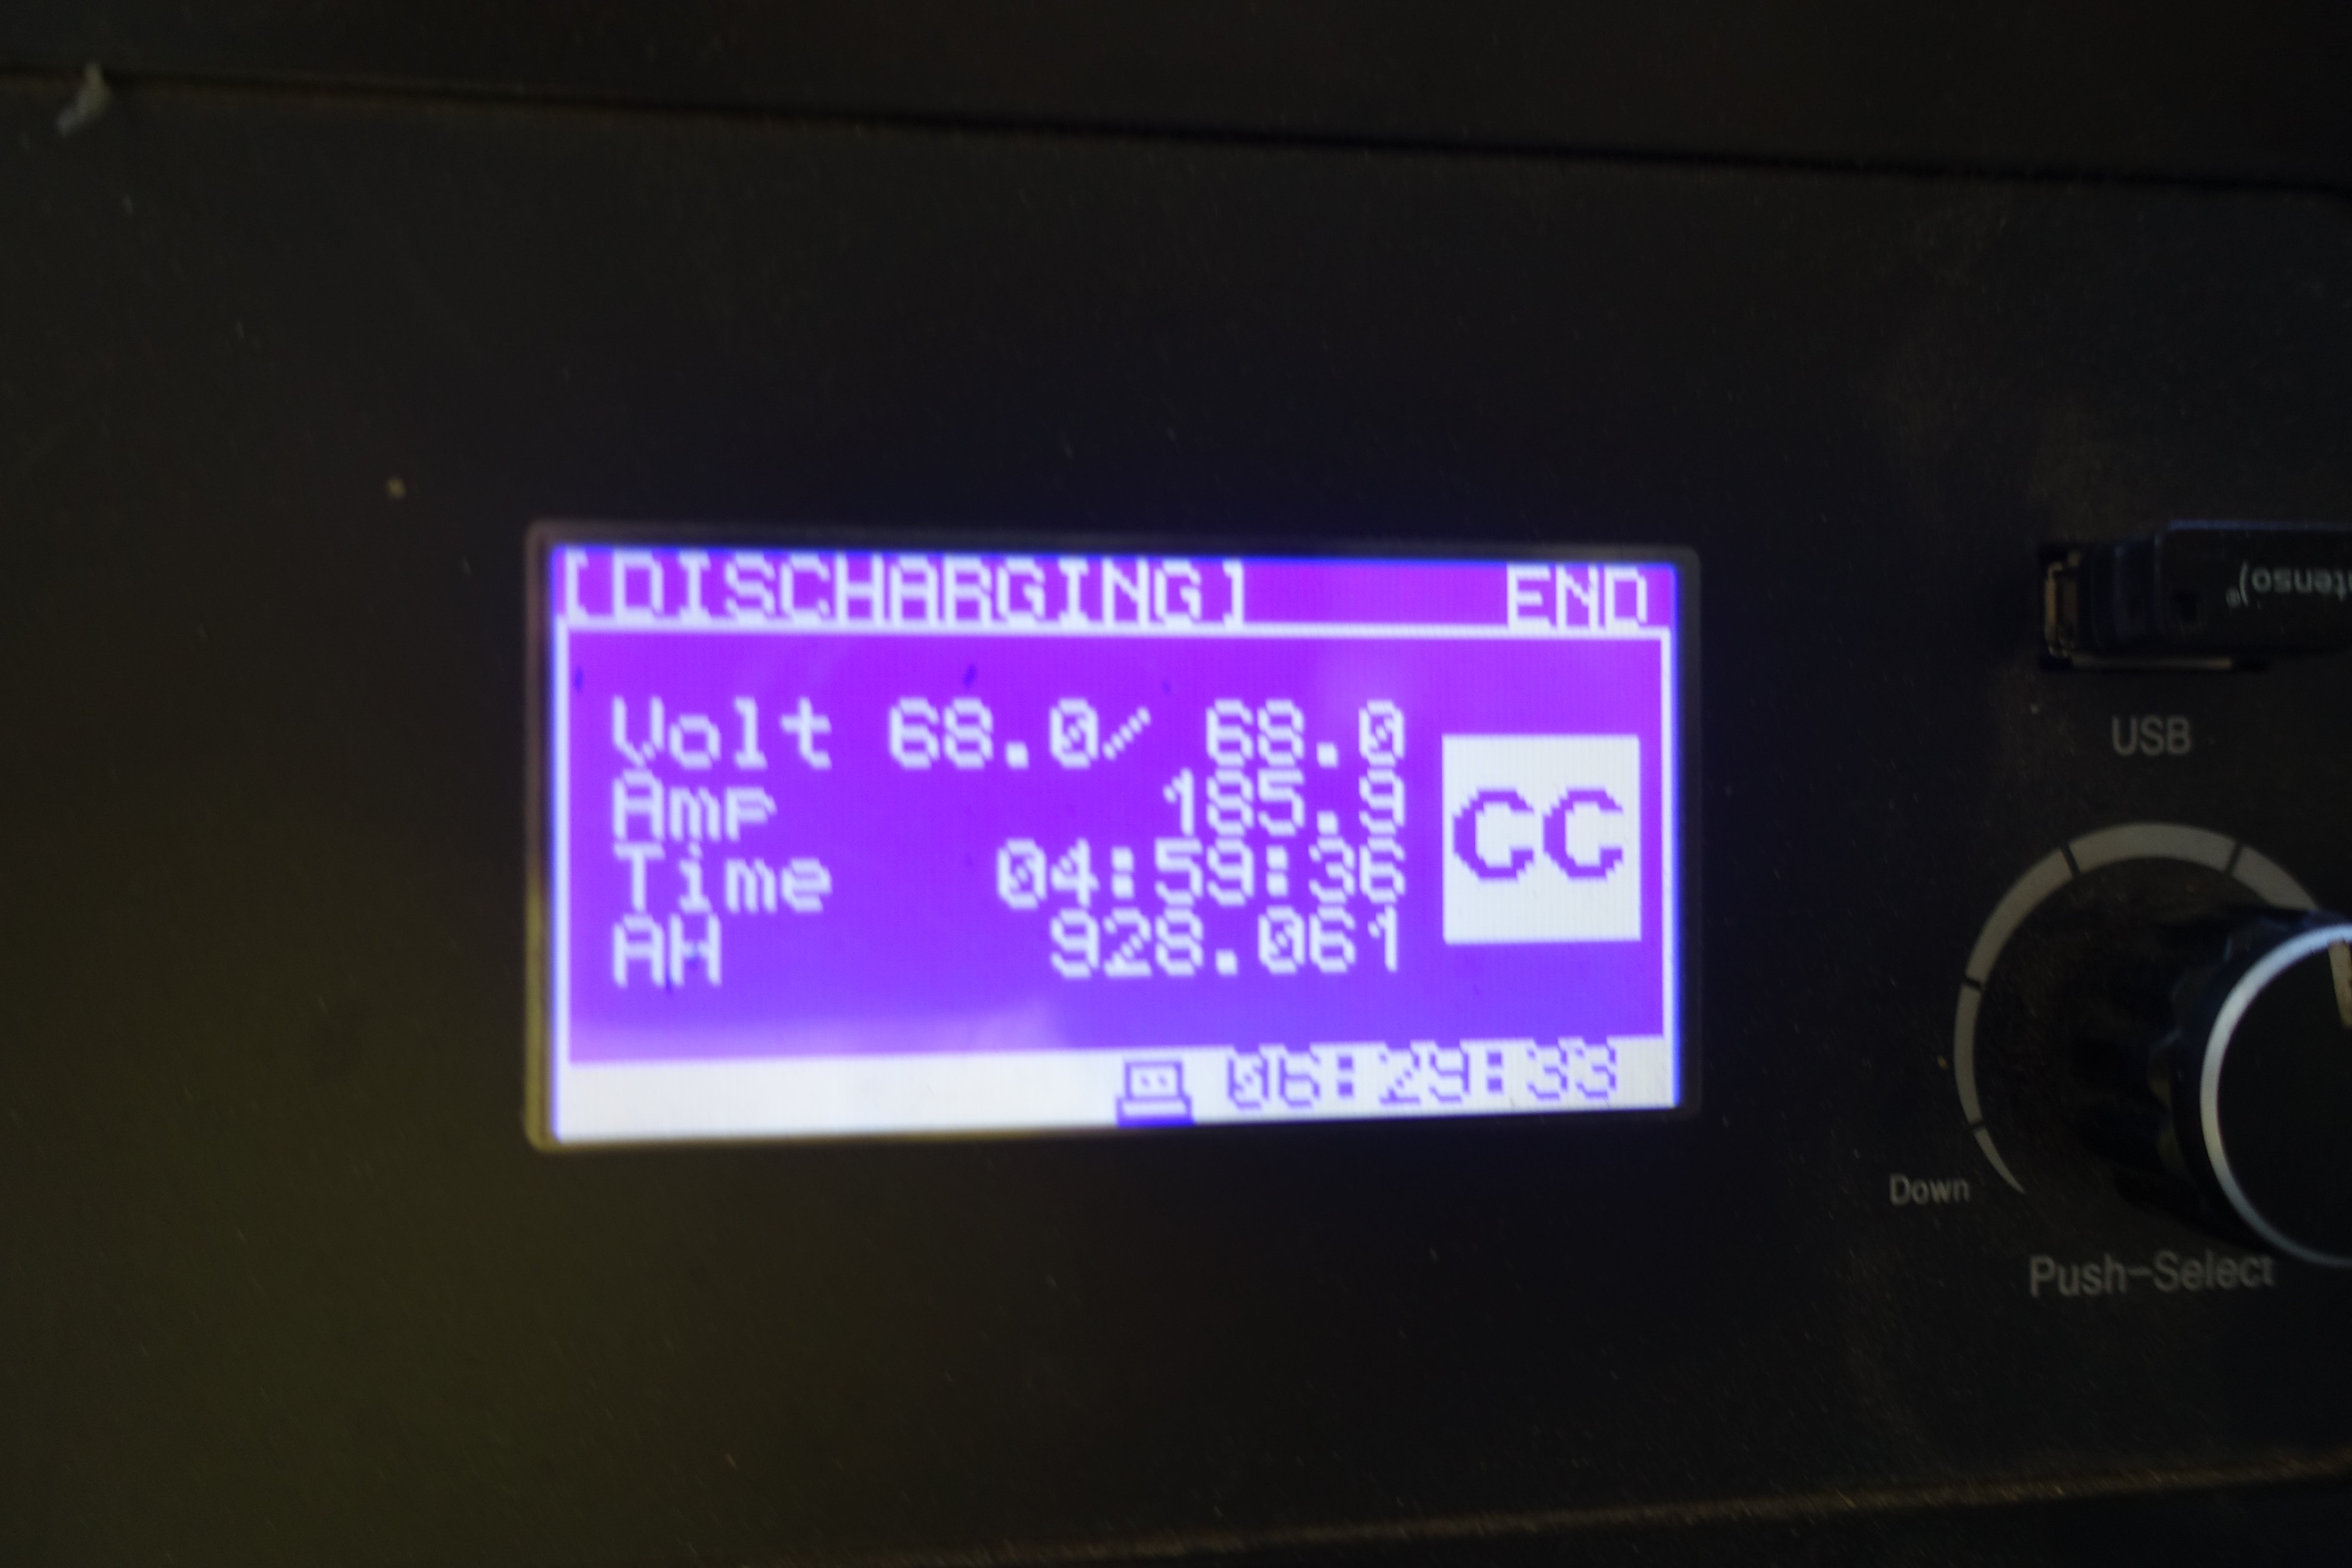 [DISCHARGING] END
Volt 68.0/ 68.0
Amp 185.9
Time 04:59:36
AH 928.061
CC
06:29:33
tenso)®
USB
Down
Push-Select